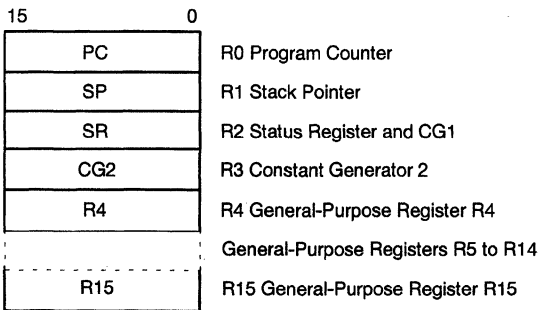 15 0
PC R0 Program Counter
SP R1 Stack Pointer
SR R2 Status Register and CG1
CG2 R3 Constant Generator 2
R4 R4 General-Purpose Register R4
General-Purpose Registers R5 to R14
R15 R15 General-Purpose Register R15